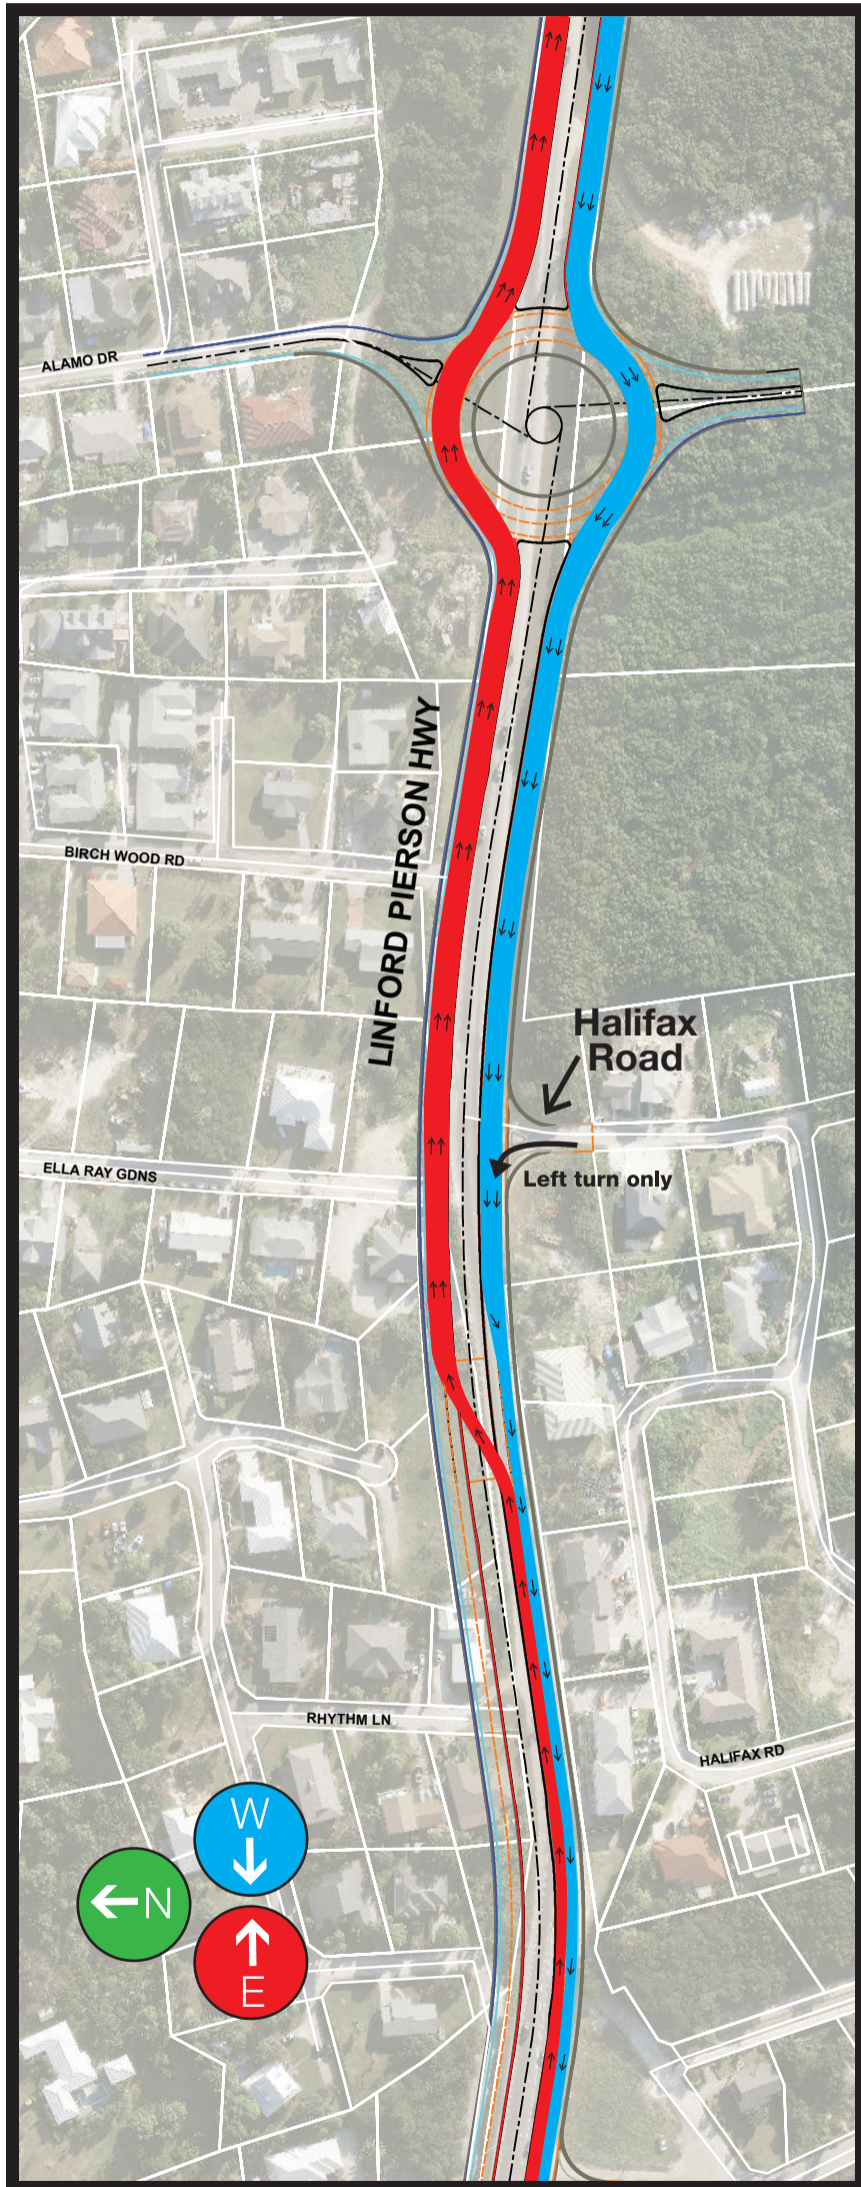 ALAMO DR
LINFORD PIERSON HWY
BIRCH WOOD RD
Halifax
Road
ELLA RAY GDNS
Left turn only
RHYTHM LN
HALIFAX RD
W
N
E